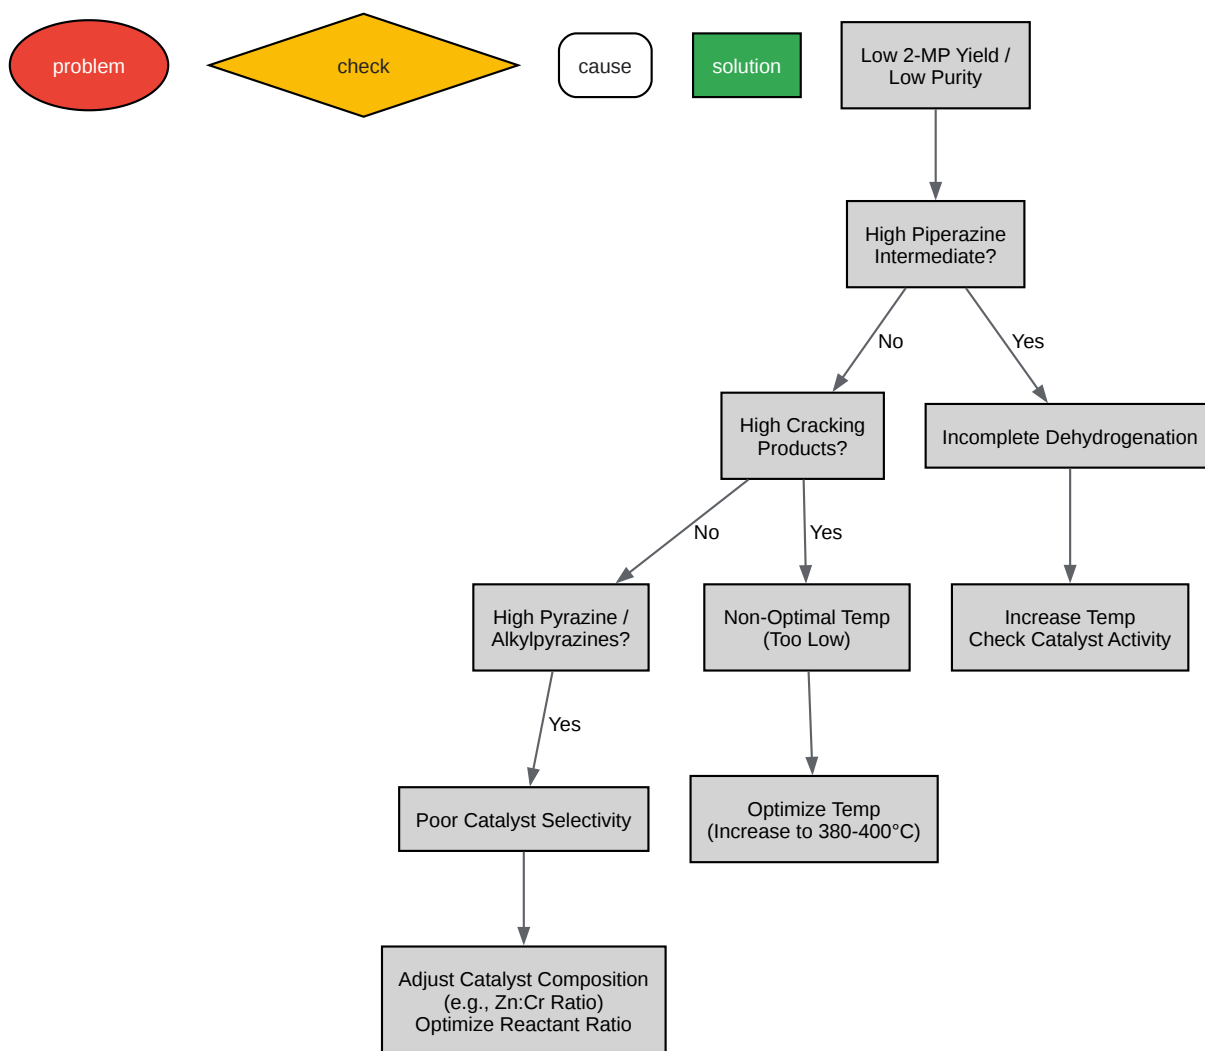 problem
check
cause
solution
Low 2-MP Yield /
Low Purity
High Piperazine
Intermediate?
No
Yes
High Cracking
Products?
Incomplete Dehydrogenation
No
Yes
High Pyrazine /
Alkylpyrazines?
Non-Optimal Temp
(Too Low)
Increase Temp
Check Catalyst Activity
Yes
Poor Catalyst Selectivity
Optimize Temp
(Increase to 380-400°C)
Adjust Catalyst Composition
(e.g., Zn:Cr Ratio)
Optimize Reactant Ratio